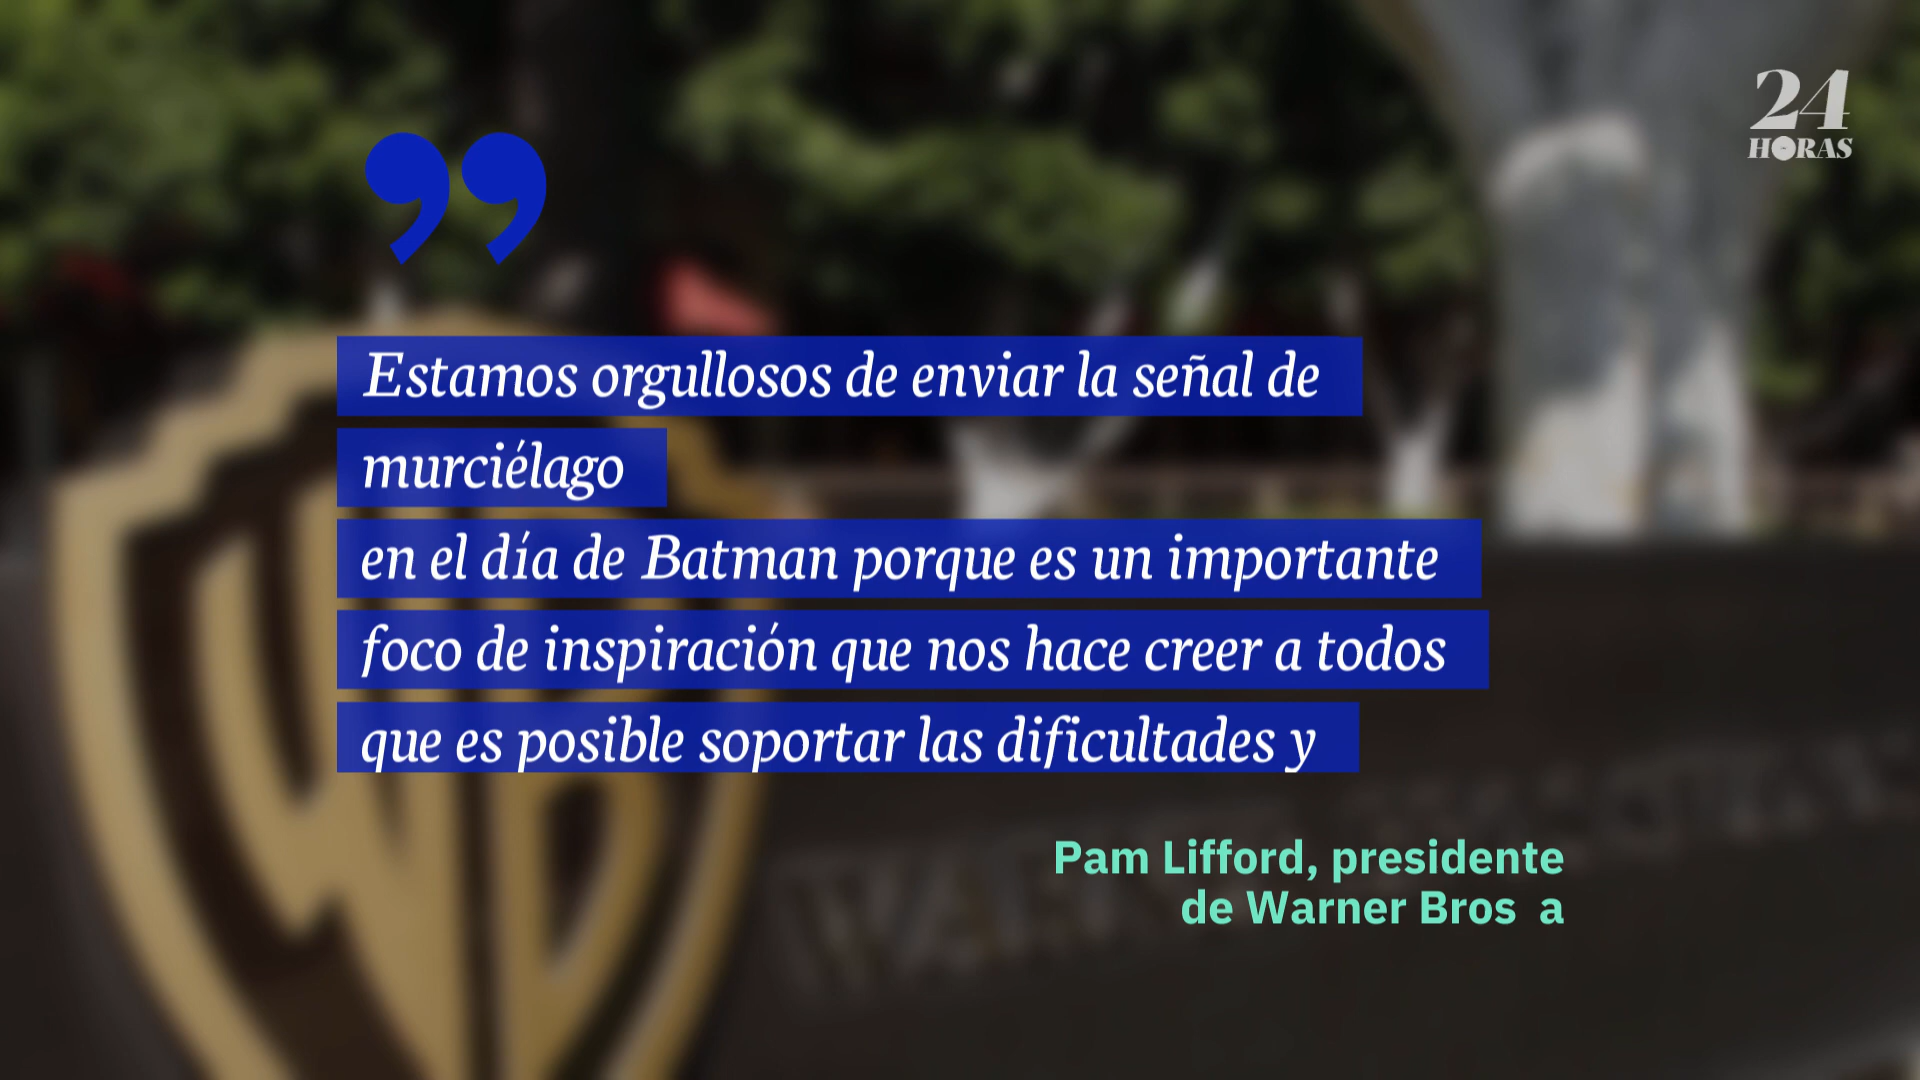 24
HORAS
Estamos orgullosos de enviar la señal de
murciélago
en el día de Batman porque es un importante
foco de inspiración que nos hace creer a todos
que es posible soportar las dificultades y
Pam Lifford, presidente
de Warner Bros a